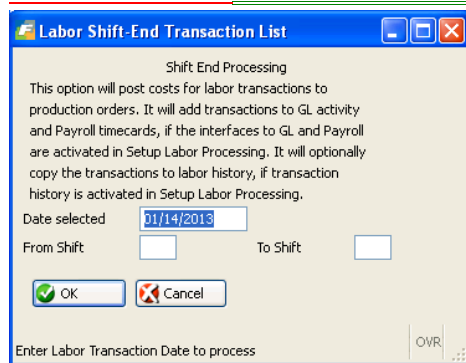 Labor Shift-End Transaction List
Shift End Processing
This option will post costs for labor transactions to
production orders. It will add transactions to GL activity
and Payroll timecards, if the interfaces to GL and Payroll
are activated in Setup Labor Processing. It will optionally
copy the transactions to labor history, if transaction
history is activated in Setup Labor Processing.
Date selected 01/14/2013
From Shift To Shift
OK Cancel
Enter Labor Transaction Date to process OVR